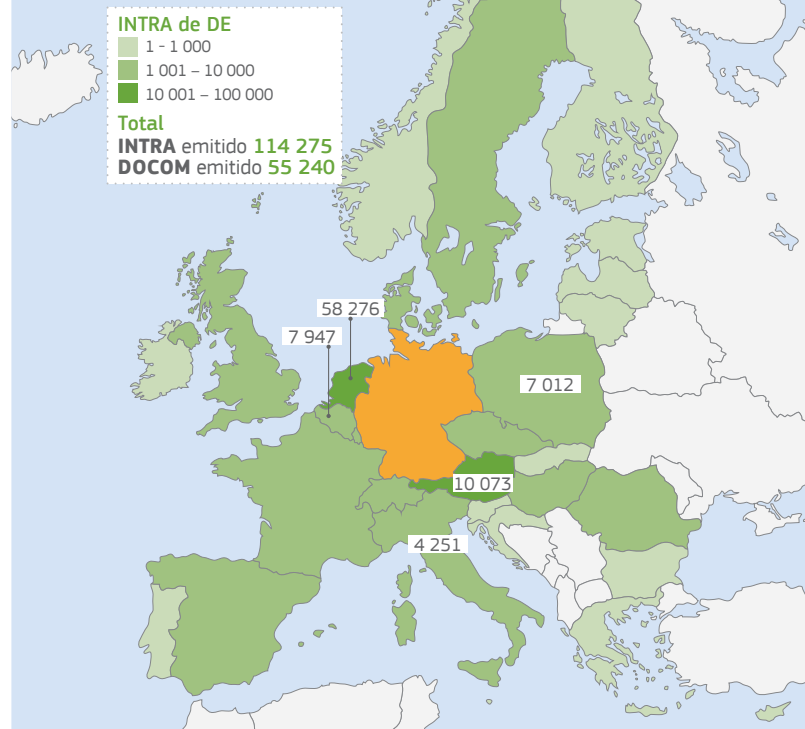 INTRA de DE
1 - 1 000
1 001 – 10 000
10 001 – 100 000
Total
INTRA emitido 114 275
DOCOM emitido 55 240
58 276
7 947
7 012
10 073
4 251